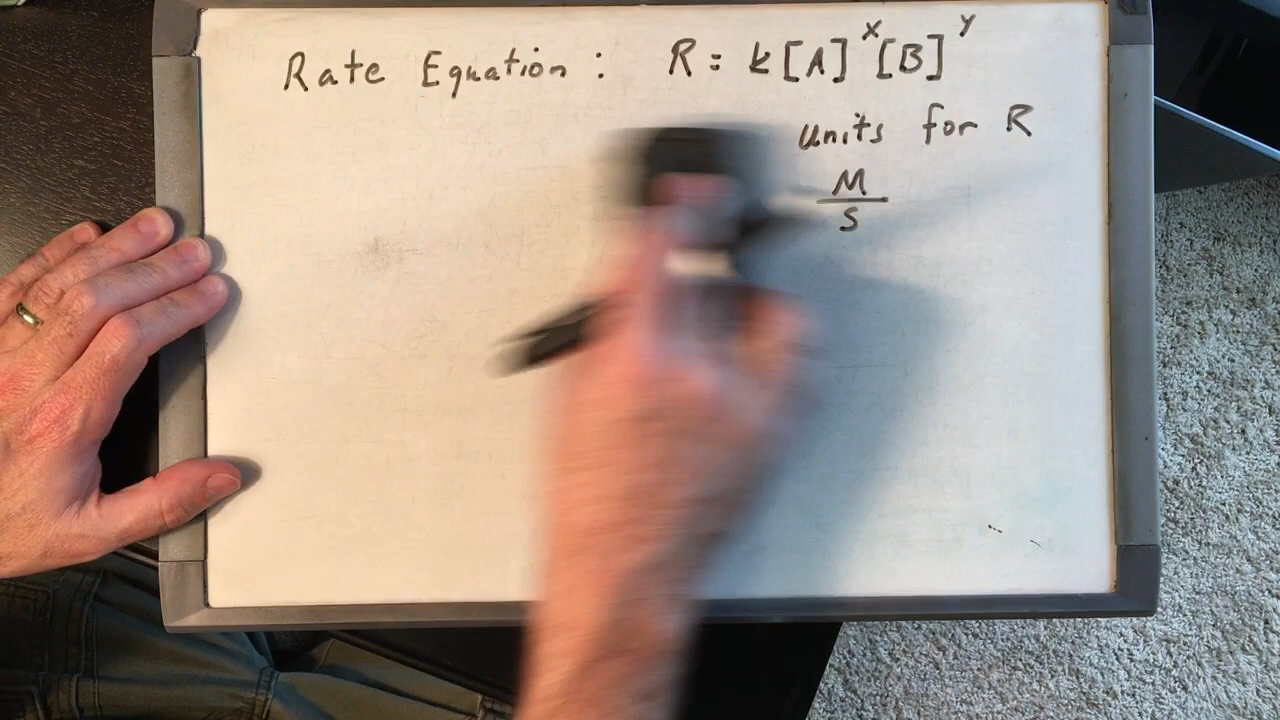 Rate Equation : R = k[A]^x[B]^y
units for R
M
S